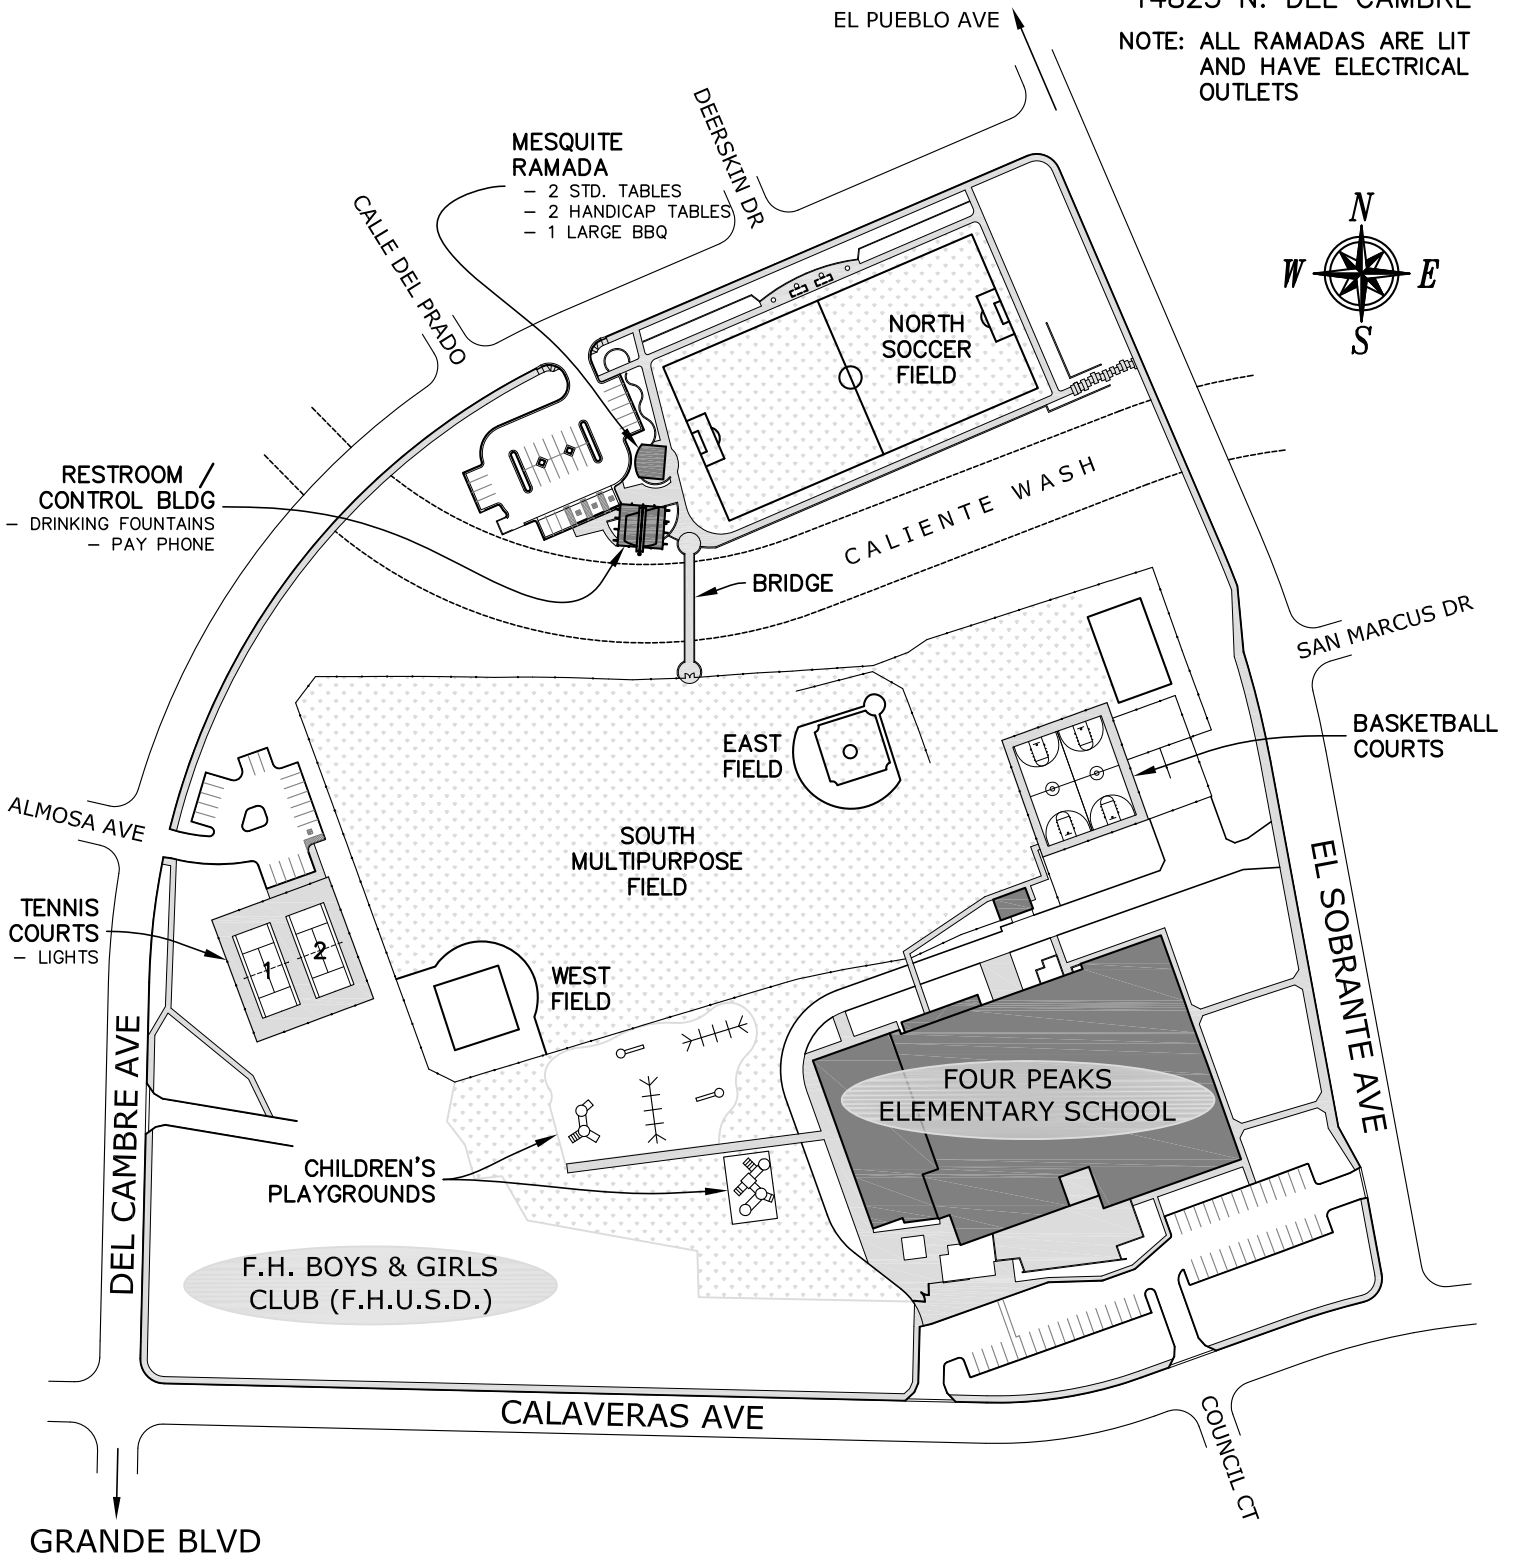 14825 N. DEL CAMBRE
EL PUEBLO AVE
NOTE: ALL RAMADAS ARE LIT
AND HAVE ELECTRICAL
OUTLETS
DEERSKIN DR
MESQUITE
RAMADA
– 2 STD. TABLES
– 2 HANDICAP TABLES
– 1 LARGE BBQ
CALLE DEL PRADO
N
W
E
S
NORTH
SOCCER
FIELD
RESTROOM /
CONTROL BLDG
– DRINKING FOUNTAINS
– PAY PHONE
CALIENTE WASH
BRIDGE
SAN MARCUS DR
BASKETBALL
COURTS
EAST
FIELD
ALMOSA AVE
SOUTH
MULTIPURPOSE
FIELD
TENNIS
COURTS
– LIGHTS
1
2
WEST
FIELD
EL SOBRANTE AVE
DEL CAMBRE AVE
FOUR PEAKS
ELEMENTARY SCHOOL
CHILDREN'S
PLAYGROUNDS
F.H. BOYS & GIRLS
CLUB (F.H.U.S.D.)
CALAVERAS AVE
COUNCIL CT
GRANDE BLVD